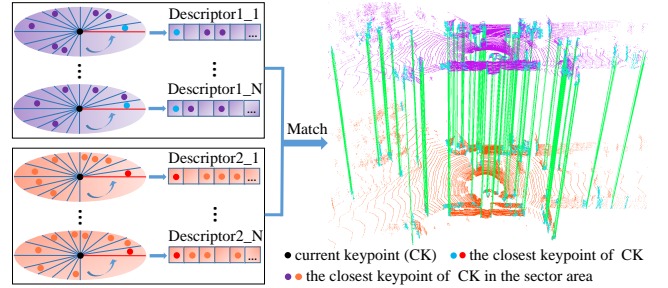 Descriptor1_1
...
Descriptor1_N
...
Match
Descriptor2_1
...
Descriptor2_N
...
current keypoint (CK) the closest keypoint of CK
the closest keypoint of CK in the sector area